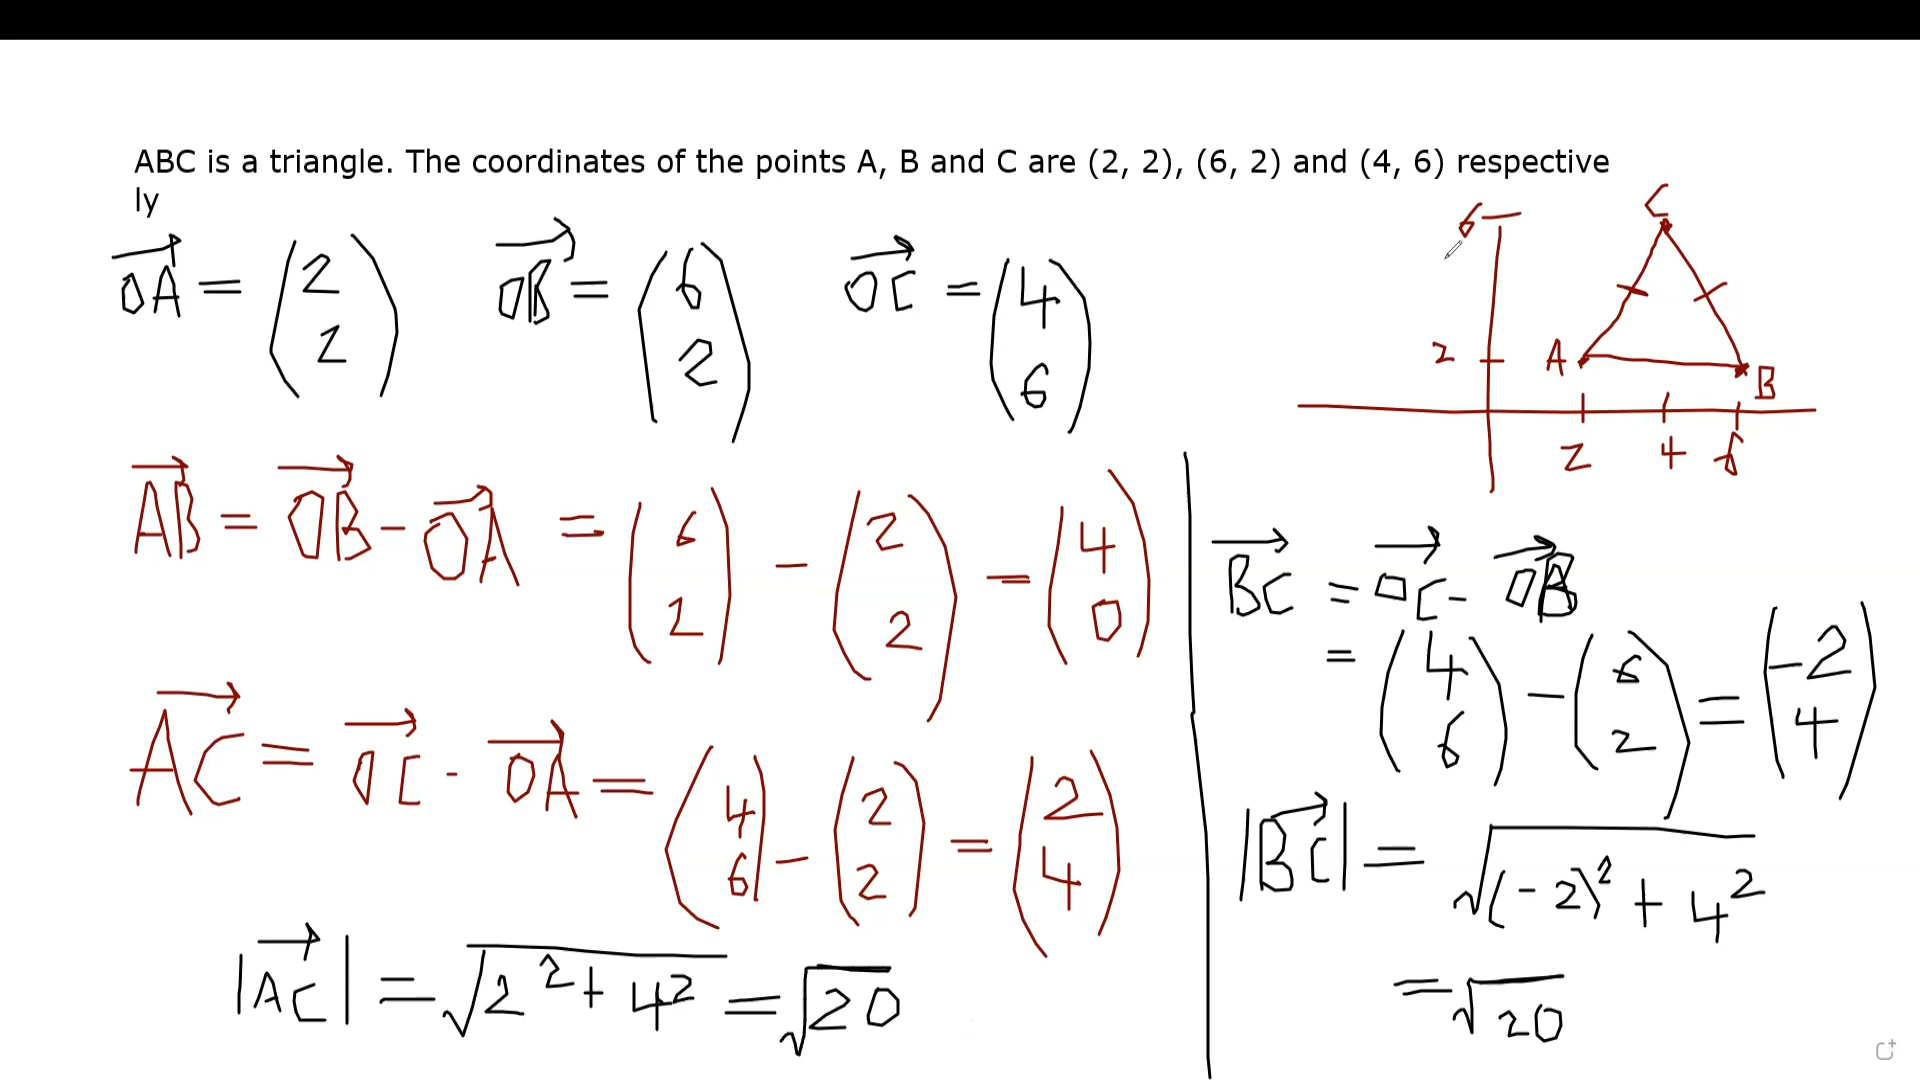 ABC is a triangle. The coordinates of the points A, B and C are (2, 2), (6, 2) and (4, 6) respective
ly
OA = (2 2) OB = (6 2) OC = (4 6)
6 C
2 A B
2 4 6
AB = OB - OA = (6 2) - (2 2) = (4 0)
AC = OC - OA = (4 6) - (2 2) = (2 4)
|AC| = √2² + 4² = √20
BC = OC - OB
= (4 6) - (6 2) = (-2 4)
|BC| = √(-2)² + 4²
= √20